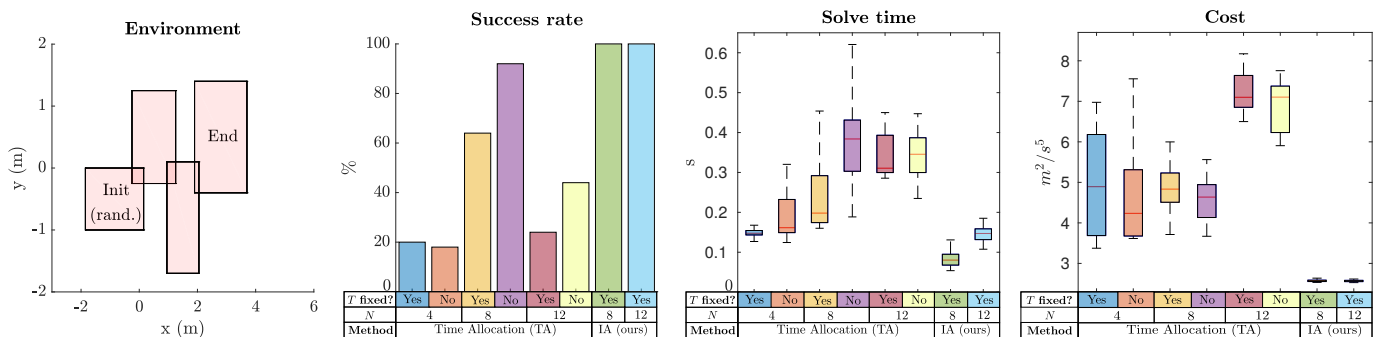 Environment
2
1
0
-1
-2
y (m)
End
Init
(rand.)
-2
0
2
4
6
x (m)
Success rate
100
80
60
40
20
0
%
T fixed?
Yes
No
Yes
No
Yes
No
Yes
Yes
N
4
8
12
8
12
Method
Time Allocation (TA)
IA (ours)
Solve time
0.6
0.5
0.4
0.3
0.2
0.1
0
s
T fixed?
Yes
No
Yes
No
Yes
No
Yes
Yes
N
4
8
12
8
12
Method
Time Allocation (TA)
IA (ours)
Cost
8
7
6
5
4
3
m²/s⁵
T fixed?
Yes
No
Yes
No
Yes
No
Yes
Yes
N
4
8
12
8
12
Method
Time Allocation (TA)
IA (ours)